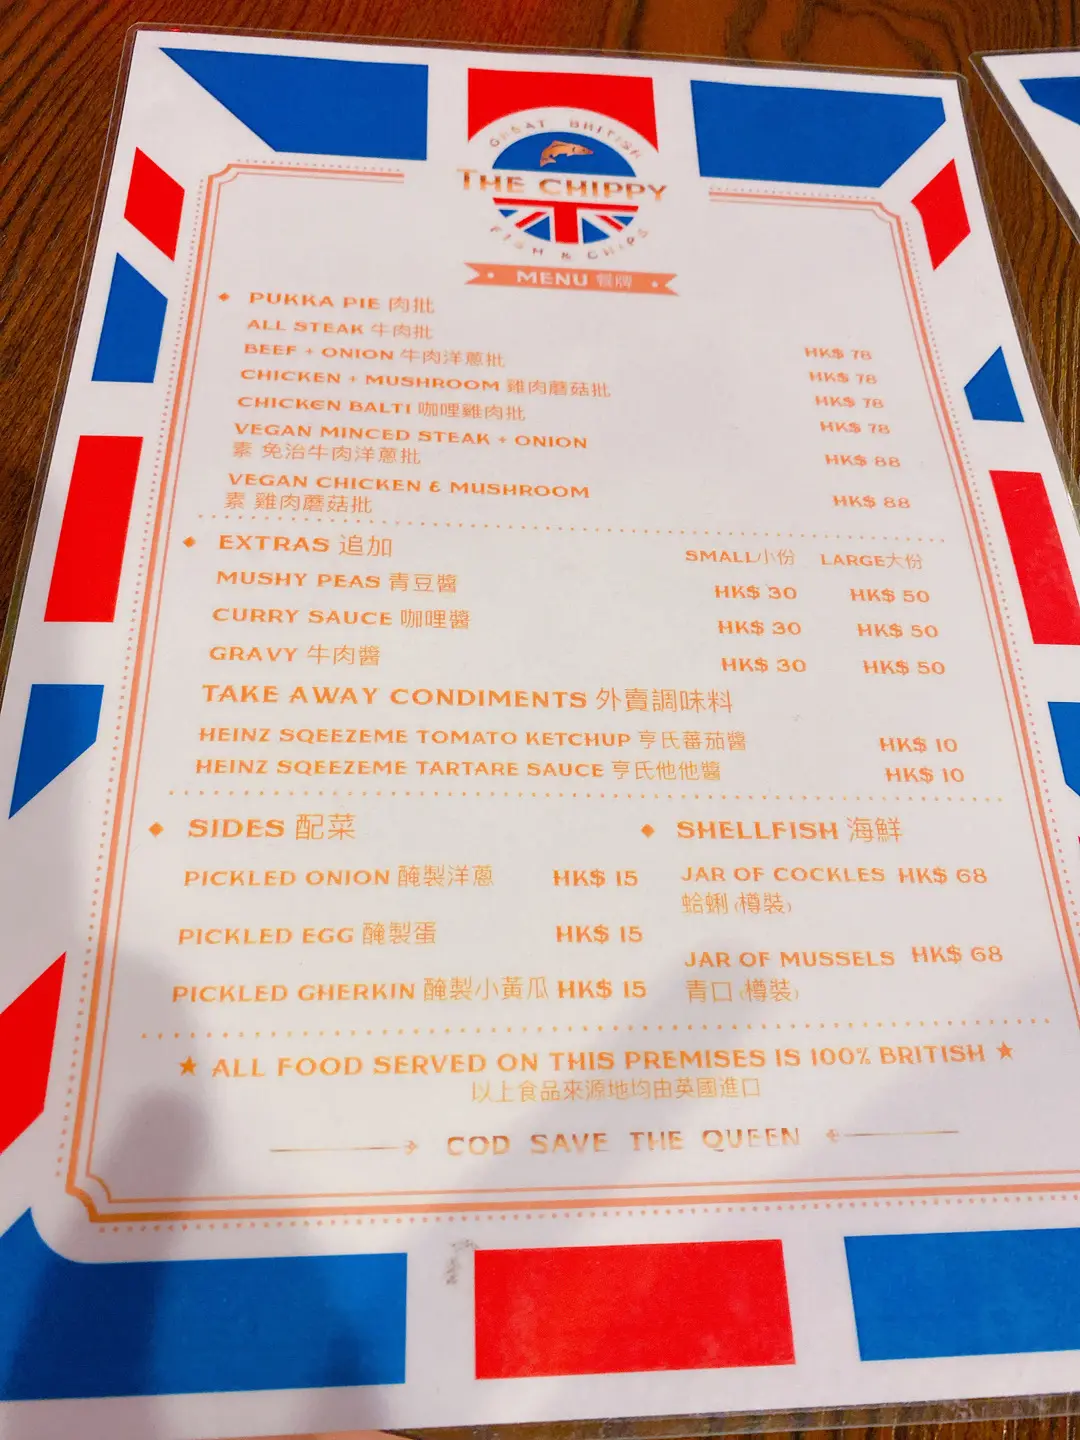 GREAT BRITISH
THE CHIPPY
FISH & CHIPS
MENU 餐牌
PUKKA PIE 肉批
ALL STEAK 牛肉批 HK$ 78
BEEF + ONION 牛肉洋蔥批 HK$ 78
CHICKEN + MUSHROOM 雞肉蘑菇批 HK$ 78
CHICKEN BALTI 咖哩雞肉批 HK$ 78
VEGAN MINCED STEAK + ONION HK$ 88
素 免治牛肉洋蔥批
VEGAN CHICKEN & MUSHROOM HK$ 88
素 雞肉蘑菇批
EXTRAS 追加 SMALL小份 LARGE大份
MUSHY PEAS 青豆醬 HK$ 30 HK$ 50
CURRY SAUCE 咖哩醬 HK$ 30 HK$ 50
GRAVY 牛肉醬 HK$ 30 HK$ 50
TAKE AWAY CONDIMENTS 外賣調味料
HEINZ SQEEZEME TOMATO KETCHUP 亨氏蕃茄醬 HK$ 10
HEINZ SQEEZEME TARTARE SAUCE 亨氏他他醬 HK$ 10
SIDES 配菜
PICKLED ONION 醃製洋蔥 HK$ 15
PICKLED EGG 醃製蛋 HK$ 15
PICKLED GHERKIN 醃製小黃瓜 HK$ 15
SHELLFISH 海鮮
JAR OF COCKLES HK$ 68
蛤蜊 (樽裝)
JAR OF MUSSELS HK$ 68
青口 (樽裝)
★ ALL FOOD SERVED ON THIS PREMISES IS 100% BRITISH ★
以上食品來源地均由英國進口
COD SAVE THE QUEEN